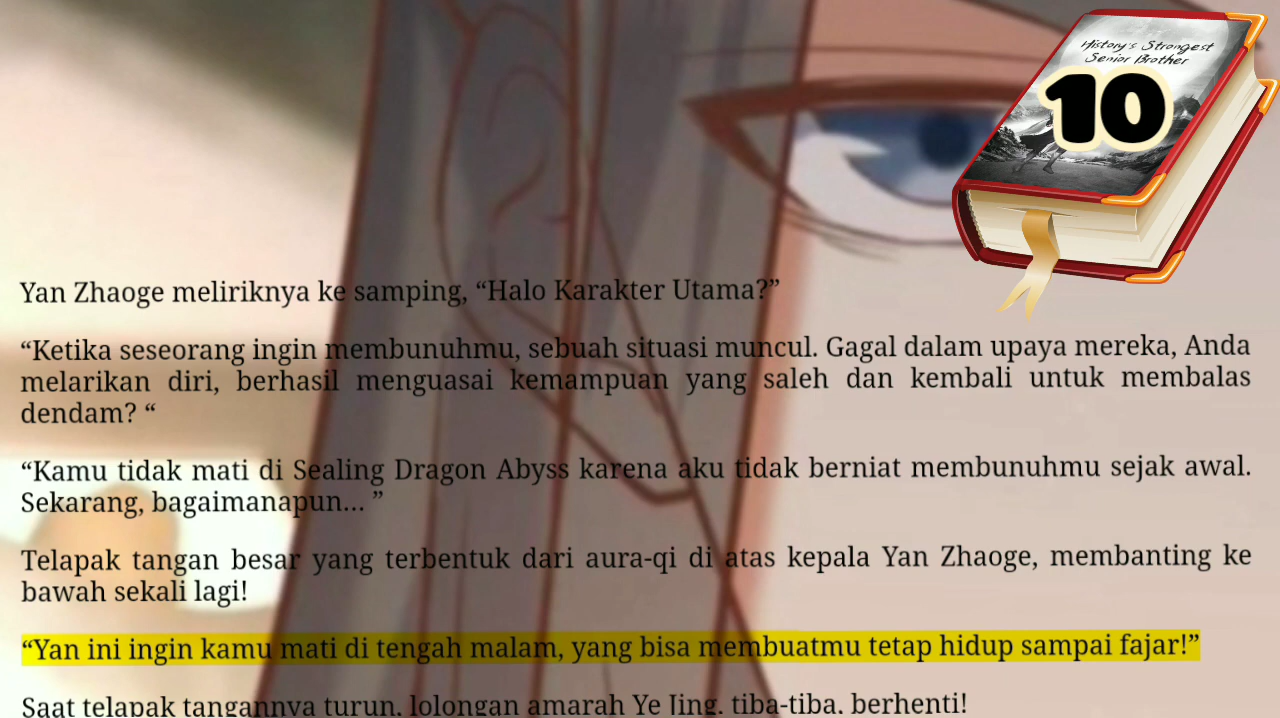 History's Strongest
Senior Brother
10
Yan Zhaoge meliriknya ke samping, “Halo Karakter Utama?”
“Ketika seseorang ingin membunuhmu, sebuah situasi muncul. Gagal dalam upaya mereka, Anda
melarikan diri, berhasil menguasai kemampuan yang saleh dan kembali untuk membalas
dendam? “
“Kamu tidak mati di Sealing Dragon Abyss karena aku tidak berniat membunuhmu sejak awal.
Sekarang, bagaimanapun… ”
Telapak tangan besar yang terbentuk dari aura-qi di atas kepala Yan Zhaoge, membanting ke
bawah sekali lagi!
“Yan ini ingin kamu mati di tengah malam, yang bisa membuatmu tetap hidup sampai fajar!”
Saat telapak tangannya turun, lolongan amarah Ye Jing, tiba-tiba, berhenti!